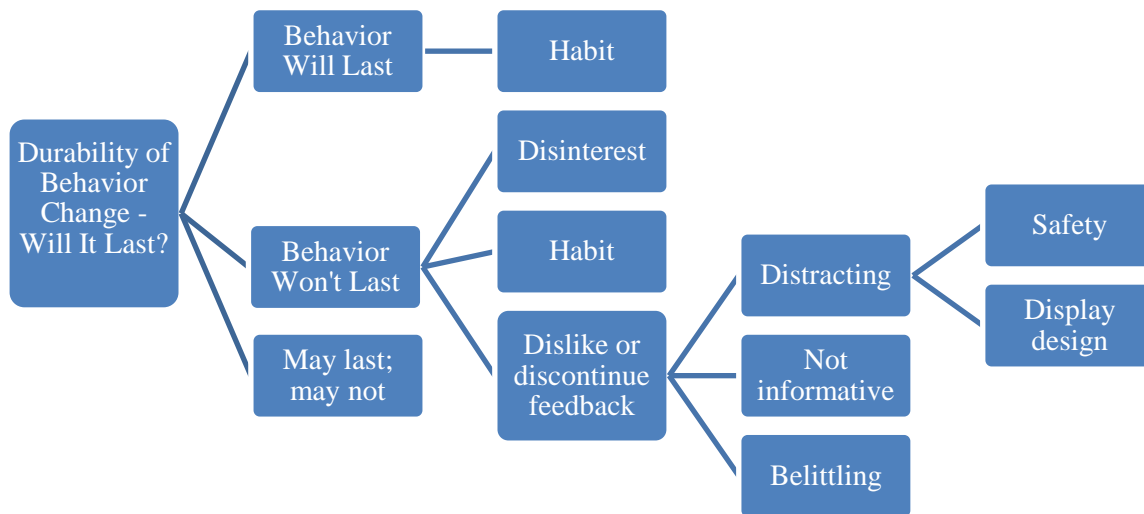 Durability of
Behavior
Change -
Will It Last?
Behavior
Will Last
Habit
Behavior
Won't Last
Disinterest
Habit
Dislike or
discontinue
feedback
Distracting
Safety
Display
design
Not
informative
Belittling
May last;
may not